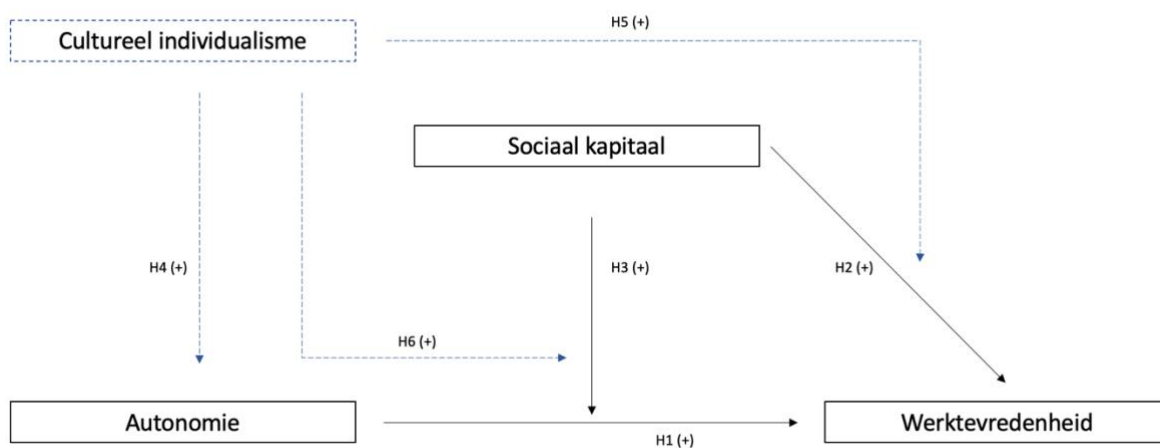 H5 (+)
Cultureel individualisme
Sociaal kapitaal
H4 (+)
H3 (+)
H2 (+)
H6 (+)
Autonomie
Werktevredenheid
H1 (+)